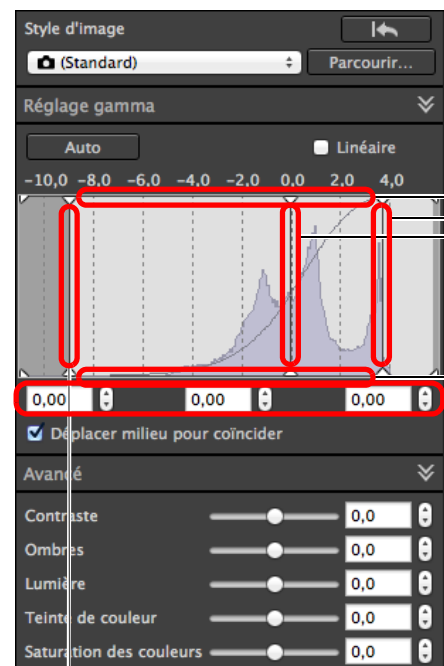 Style d'image
(Standard) Parcourir...
Réglage gamma
Auto Linéaire
-10,0 -8,0 -6,0 -4,0 -2,0 0,0 2,0 4,0
0,00 0,00 0,00
Déplacer milieu pour coïncider
Avancé
Contraste 0,0
Ombres 0,0
Lumière 0,0
Teinte de couleur 0,0
Saturation des couleurs 0,0